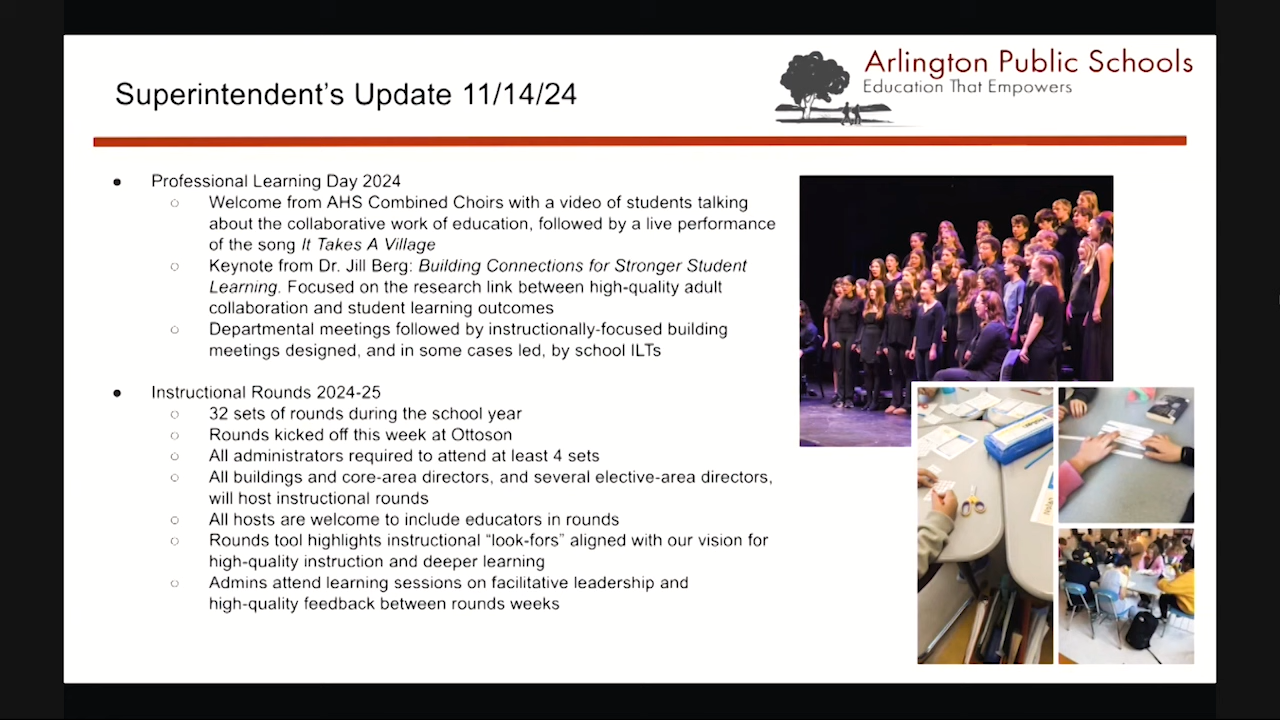 Superintendent's Update 11/14/24
Arlington Public Schools
Education That Empowers
● Professional Learning Day 2024
○ Welcome from AHS Combined Choirs with a video of students talking
about the collaborative work of education, followed by a live performance
of the song It Takes A Village
○ Keynote from Dr. Jill Berg: Building Connections for Stronger Student
Learning. Focused on the research link between high-quality adult
collaboration and student learning outcomes
○ Departmental meetings followed by instructionally-focused building
meetings designed, and in some cases led, by school ILTs
● Instructional Rounds 2024-25
○ 32 sets of rounds during the school year
○ Rounds kicked off this week at Ottoson
○ All administrators required to attend at least 4 sets
○ All buildings and core-area directors, and several elective-area directors,
will host instructional rounds
○ All hosts are welcome to include educators in rounds
○ Rounds tool highlights instructional “look-fors” aligned with our vision for
high-quality instruction and deeper learning
○ Admins attend learning sessions on facilitative leadership and
high-quality feedback between rounds weeks